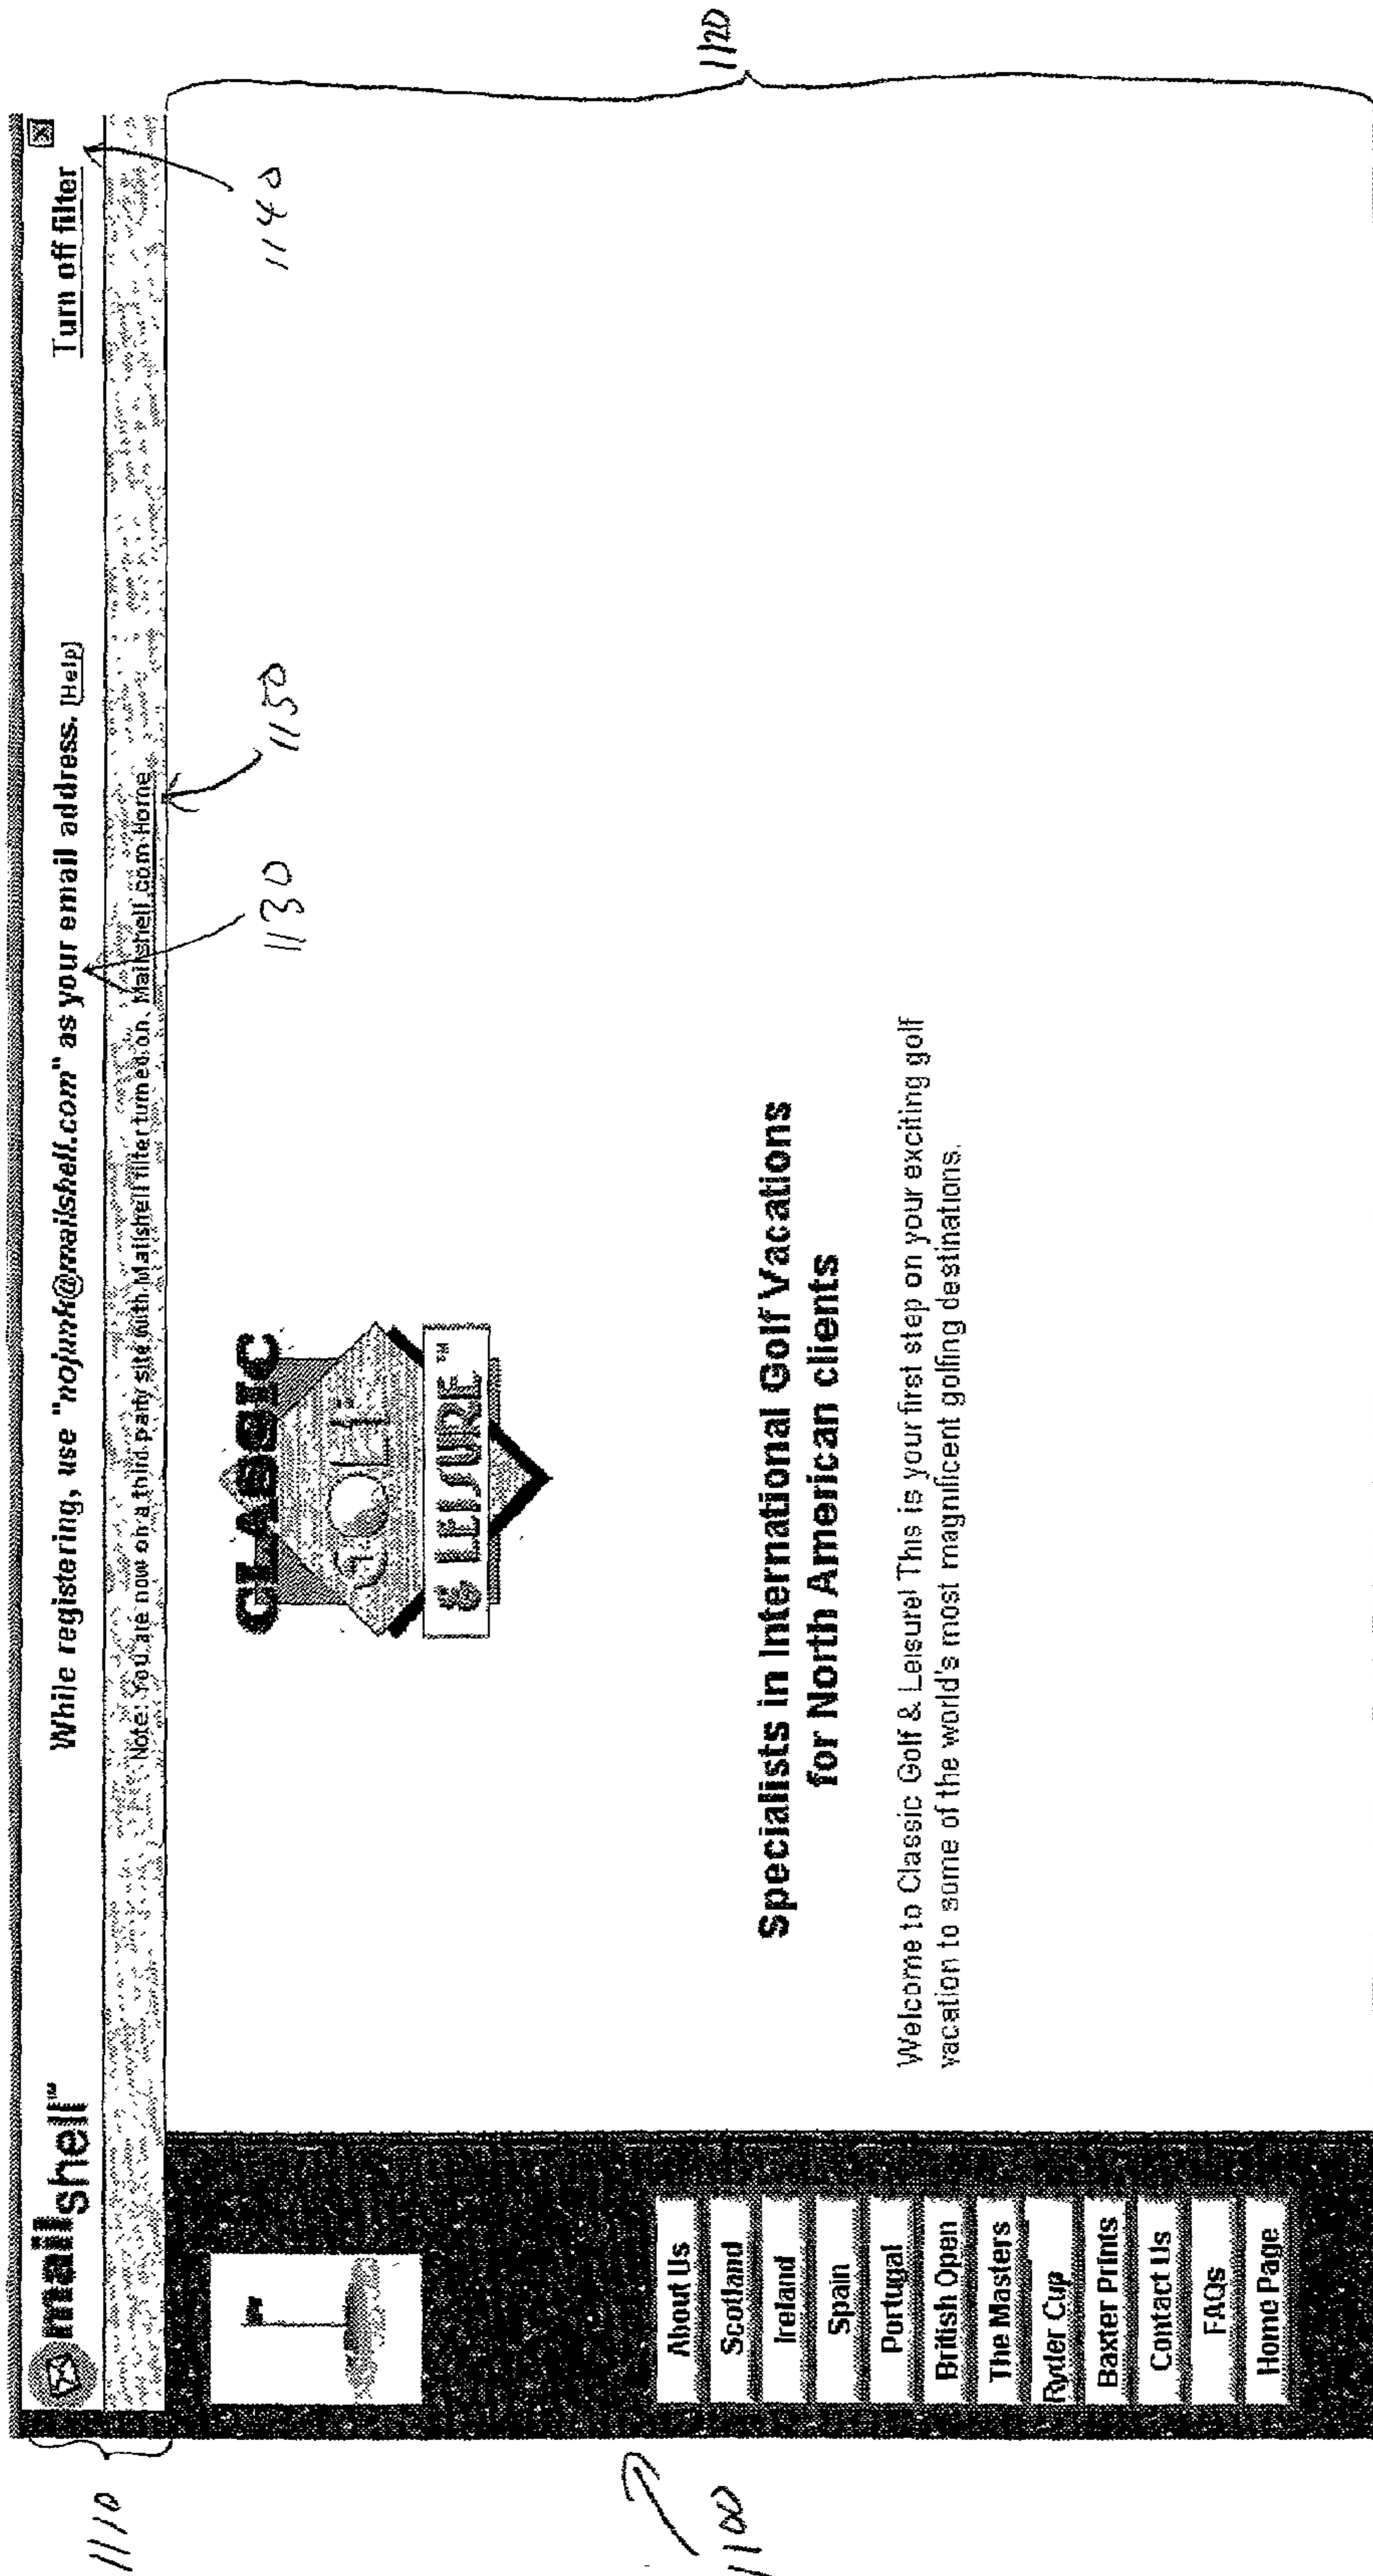 mailshell™
While registering, use "nojunk@mailshell.com" as your email address. [Help]
Turn off filter
X
Note: You are now on a third party site with Mailshell filter turned on. Mailshell.com Home
1110
1130
1150
1140
1120
1100
CLASSIC
GOLF
& LEISURE
About Us
Scotland
Ireland
Spain
Portugal
British Open
The Masters
Ryder Cup
Baxter Prints
Contact Us
FAQs
Home Page
Specialists in International Golf Vacations
for North American clients
Welcome to Classic Golf & Leisure! This is your first step on your exciting golf
vacation to some of the world's most magnificent golfing destinations.